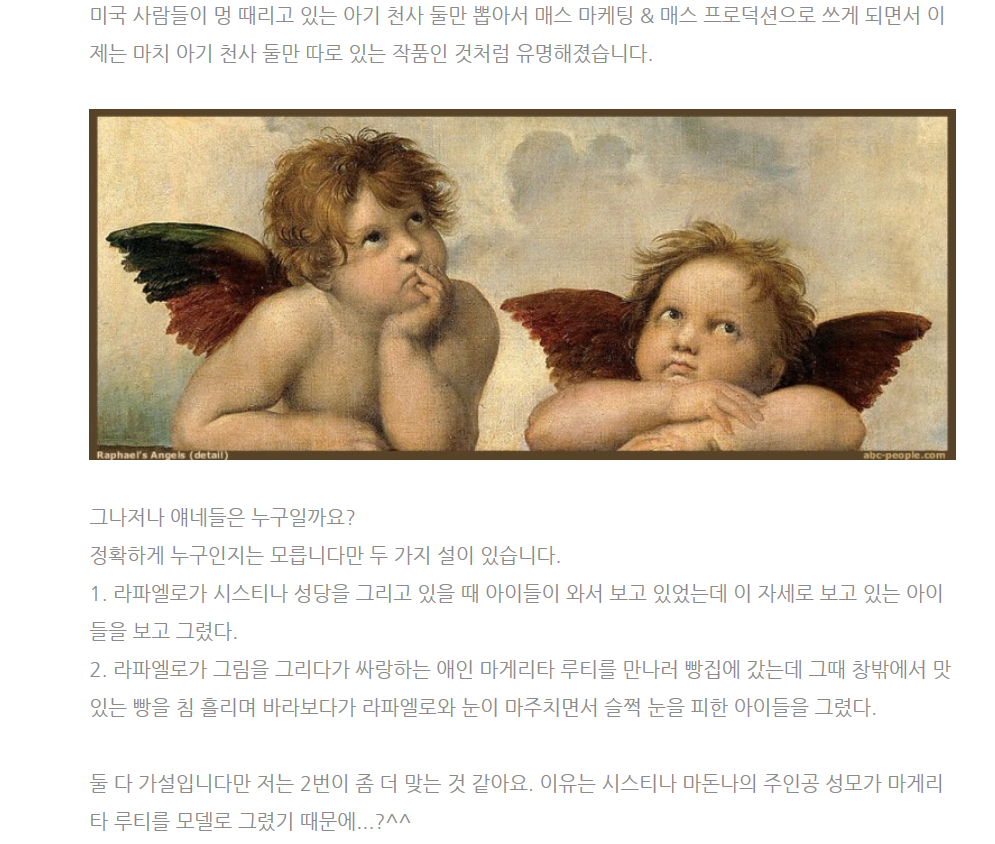 미국 사람들이 멍 때리고 있는 아기 천사 둘만 뽑아서 매스 마케팅 & 매스 프로덕션으로 쓰게 되면서 이
제는 마치 아기 천사 둘만 따로 있는 작품인 것처럼 유명해졌습니다.
Raphael's Angels (detail)
abc-people.com
그나저나 얘네들은 누구일까요?
정확하게 누구인지는 모릅니다만 두 가지 설이 있습니다.
1. 라파엘로가 시스티나 성당을 그리고 있을 때 아이들이 와서 보고 있었는데 이 자세로 보고 있는 아이
들을 보고 그렸다.
2. 라파엘로가 그림을 그리다가 싸랑하는 애인 마게리타 루티를 만나러 빵집에 갔는데 그때 창밖에서 맛
있는 빵을 침 흘리며 바라보다가 라파엘로와 눈이 마주치면서 슬쩍 눈을 피한 아이들을 그렸다.
둘 다 가설입니다만 저는 2번이 좀 더 맞는 것 같아요. 이유는 시스티나 마돈나의 주인공 성모가 마게리
타 루티를 모델로 그렸기 때문에...?^^